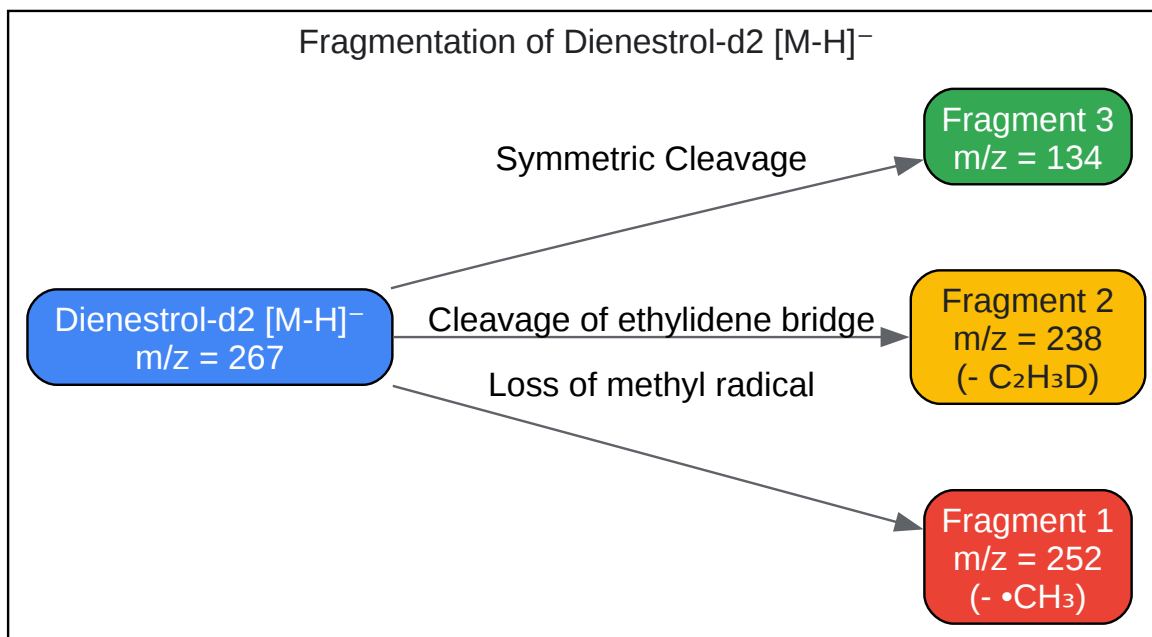 Fragmentation of Dienestrol-d2 [M-H]⁻
Fragment 3
m/z = 134
Symmetric Cleavage
Dienestrol-d2 [M-H]⁻
m/z = 267
Cleavage of ethylidene bridge
Fragment 2
m/z = 238
(- C₂H₃D)
Loss of methyl radical
Fragment 1
m/z = 252
(- •CH₃)